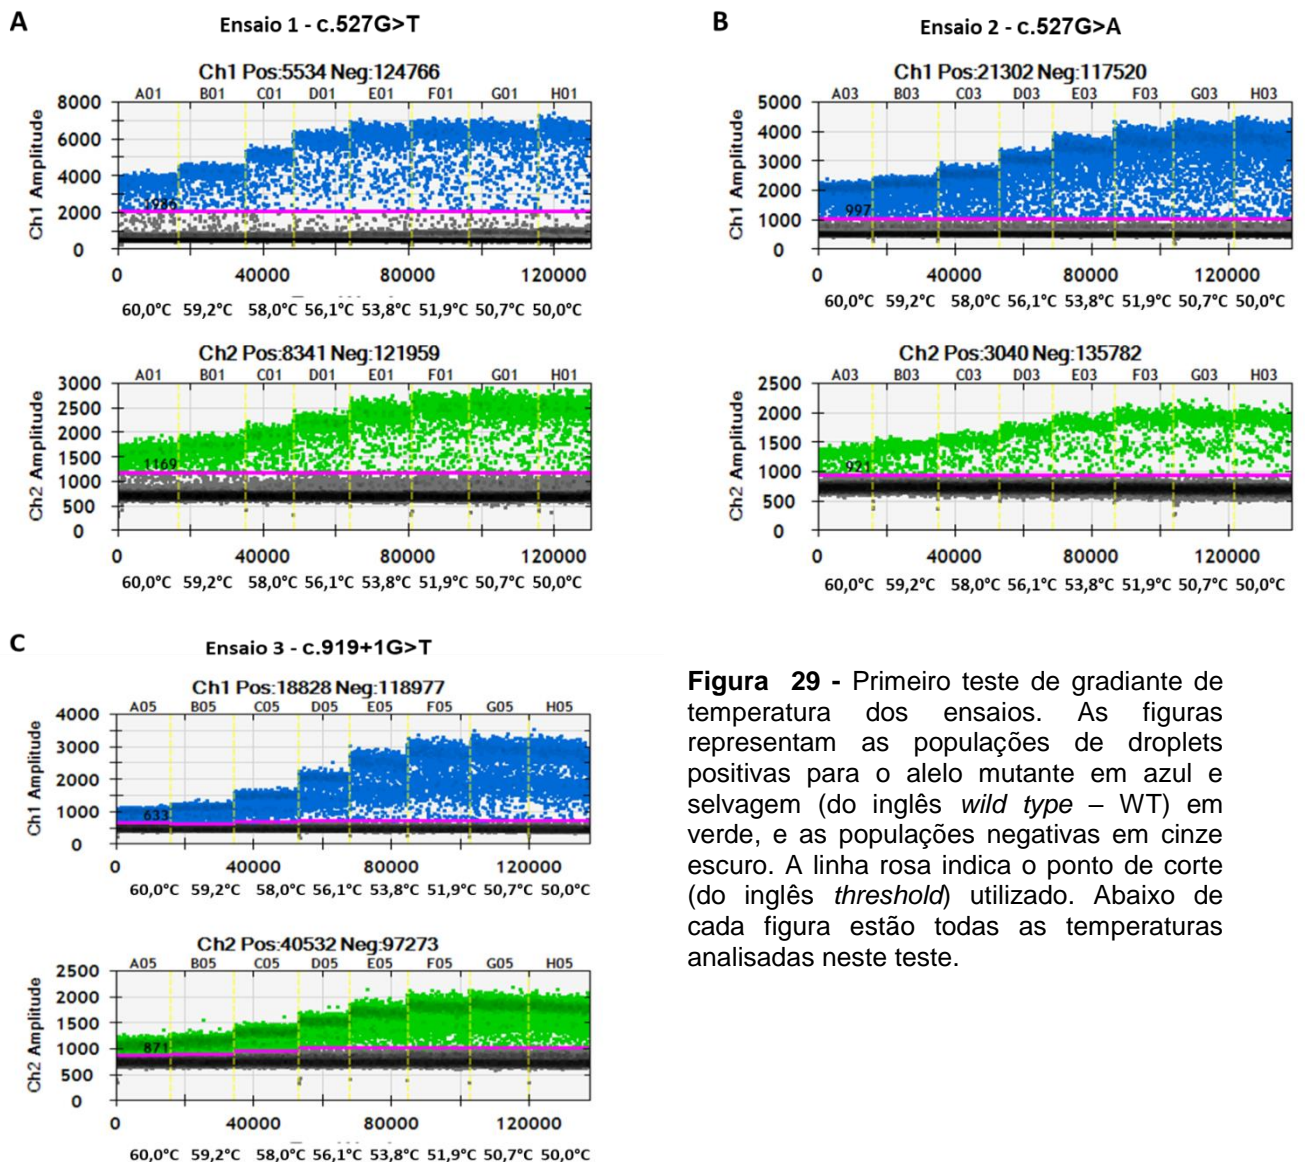 A
Ensaio 1 - c.527G>T
Ch1 Pos:5534 Neg:124766
A01 B01 C01 D01 E01 F01 G01 H01
8000
6000
4000
2000
0
Ch1 Amplitude
1986
0 40000 80000 120000
60,0°C 59,2°C 58,0°C 56,1°C 53,8°C 51,9°C 50,7°C 50,0°C
Ch2 Pos:8341 Neg:121959
A01 B01 C01 D01 E01 F01 G01 H01
3000
2500
2000
1500
1000
500
0
Ch2 Amplitude
1169
0 40000 80000 120000
60,0°C 59,2°C 58,0°C 56,1°C 53,8°C 51,9°C 50,7°C 50,0°C
B
Ensaio 2 - c.527G>A
Ch1 Pos:21302 Neg:117520
A03 B03 C03 D03 E03 F03 G03 H03
5000
4000
3000
2000
1000
0
Ch1 Amplitude
997
0 40000 80000 120000
60,0°C 59,2°C 58,0°C 56,1°C 53,8°C 51,9°C 50,7°C 50,0°C
Ch2 Pos:3040 Neg:135782
A03 B03 C03 D03 E03 F03 G03 H03
2500
2000
1500
1000
500
0
Ch2 Amplitude
921
0 40000 80000 120000
60,0°C 59,2°C 58,0°C 56,1°C 53,8°C 51,9°C 50,7°C 50,0°C
C
Ensaio 3 - c.919+1G>T
Ch1 Pos:18828 Neg:118977
A05 B05 C05 D05 E05 F05 G05 H05
4000
3000
2000
1000
0
Ch1 Amplitude
633
0 40000 80000 120000
60,0°C 59,2°C 58,0°C 56,1°C 53,8°C 51,9°C 50,7°C 50,0°C
Ch2 Pos:40532 Neg:97273
A05 B05 C05 D05 E05 F05 G05 H05
2500
2000
1500
1000
500
0
Ch2 Amplitude
871
0 40000 80000 120000
60,0°C 59,2°C 58,0°C 56,1°C 53,8°C 51,9°C 50,7°C 50,0°C
Figura 29 - Primeiro teste de gradiante de
temperatura dos ensaios. As figuras
representam as populações de droplets
positivas para o alelo mutante em azul e
selvagem (do inglês wild type – WT) em
verde, e as populações negativas em cinze
escuro. A linha rosa indica o ponto de corte
(do inglês threshold) utilizado. Abaixo de
cada figura estão todas as temperaturas
analisadas neste teste.